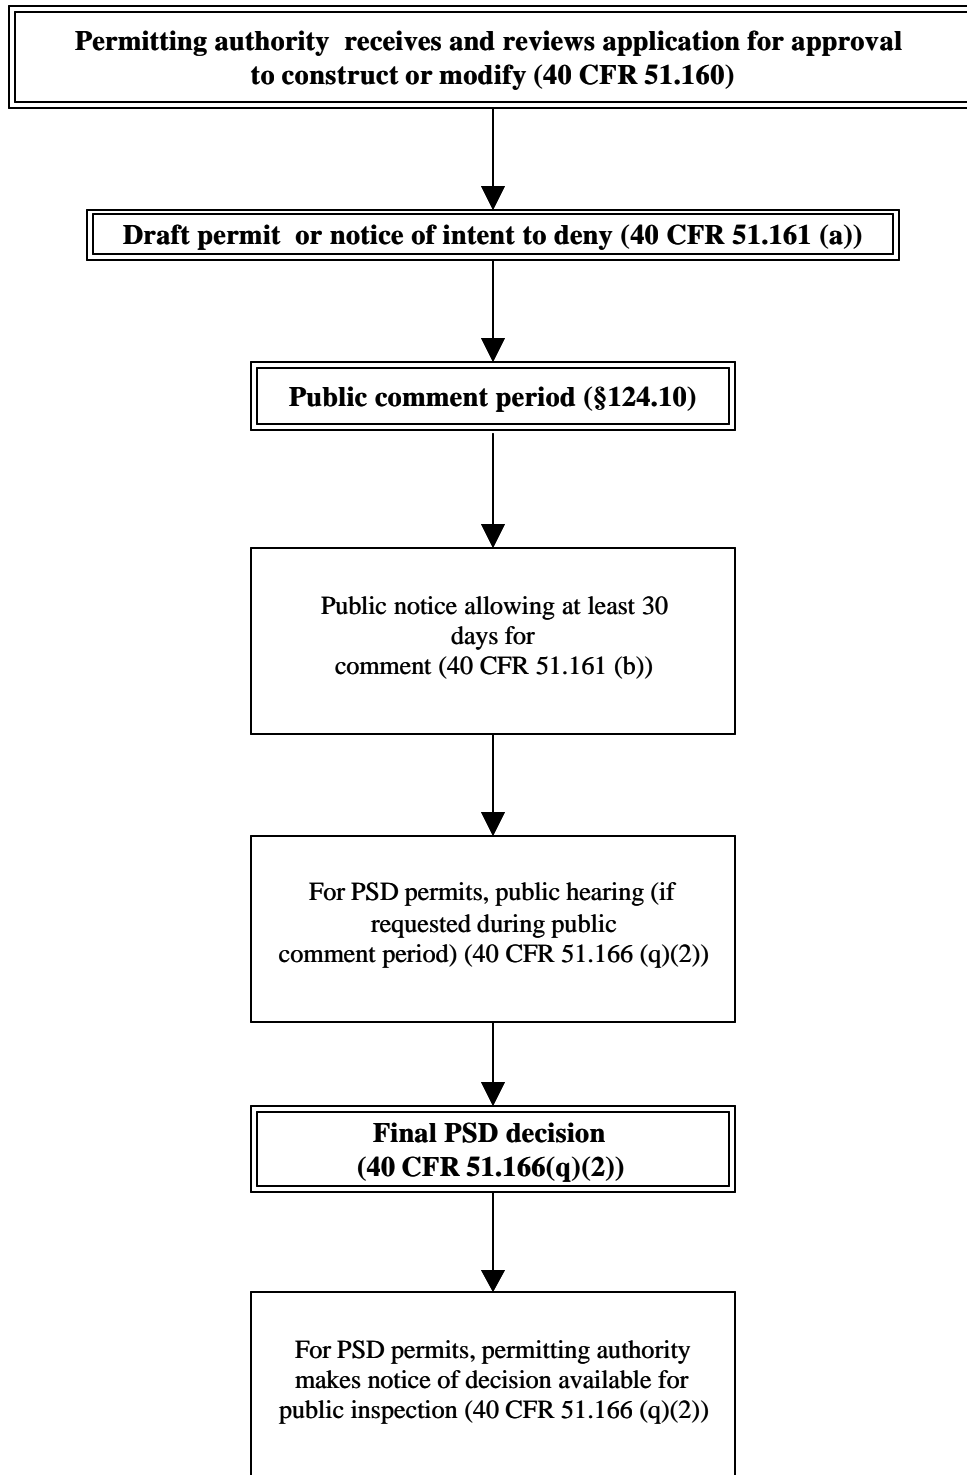 Permitting authority receives and reviews application for approval
to construct or modify (40 CFR 51.160)
Draft permit or notice of intent to deny (40 CFR 51.161 (a))
Public comment period (§124.10)
Public notice allowing at least 30
days for
comment (40 CFR 51.161 (b))
For PSD permits, public hearing (if
requested during public
comment period) (40 CFR 51.166 (q)(2))
Final PSD decision
(40 CFR 51.166(q)(2))
For PSD permits, permitting authority
makes notice of decision available for
public inspection (40 CFR 51.166 (q)(2))